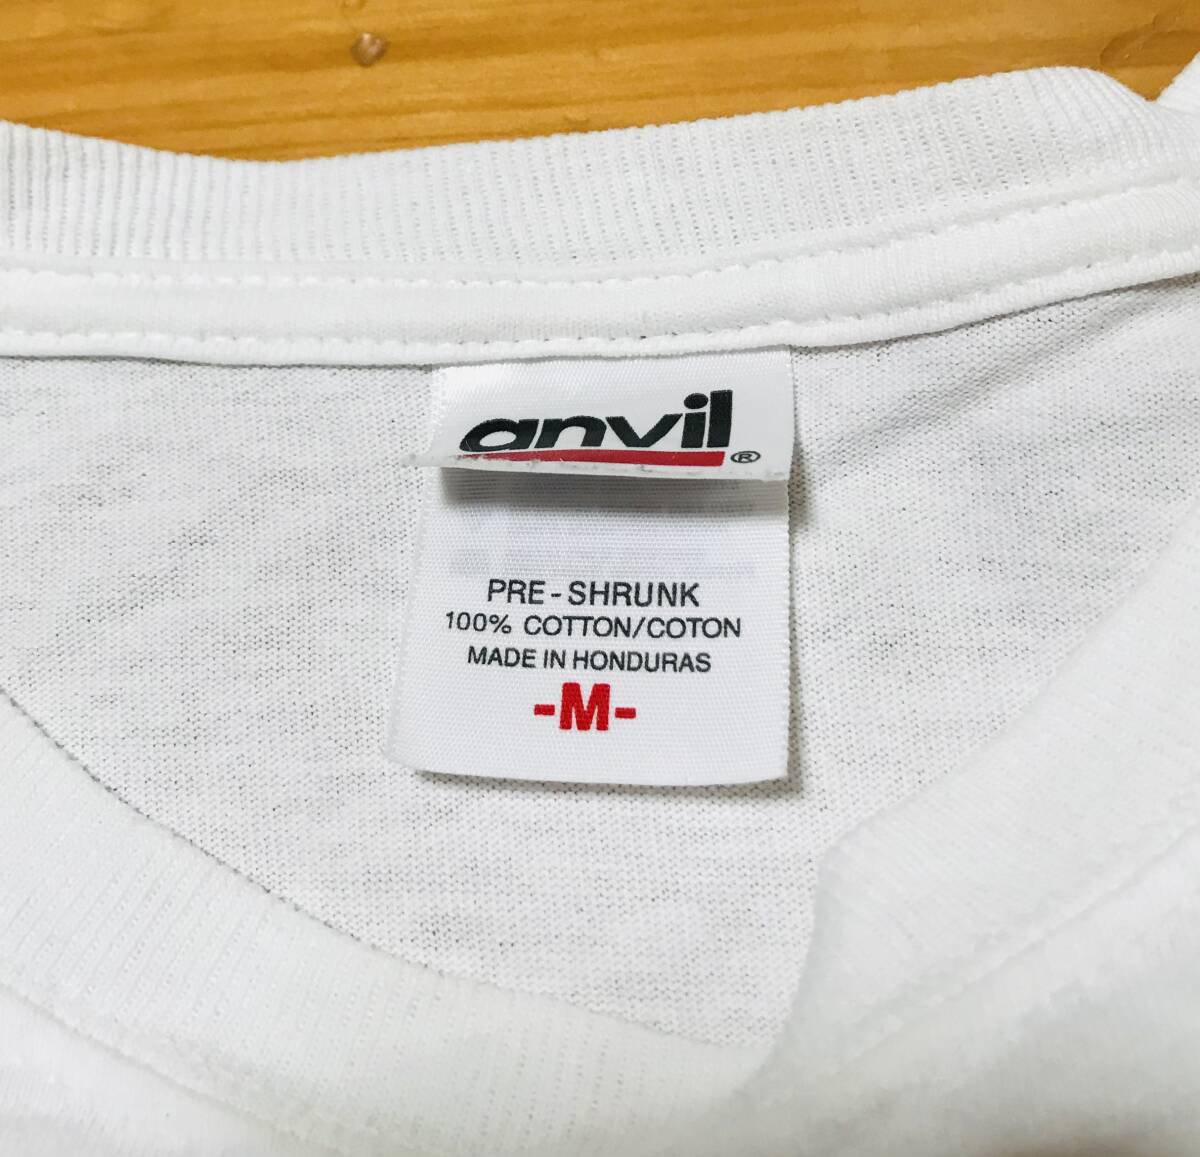 anvil®
PRE-SHRUNK
100% COTTON/COTON
MADE IN HONDURAS
-M-